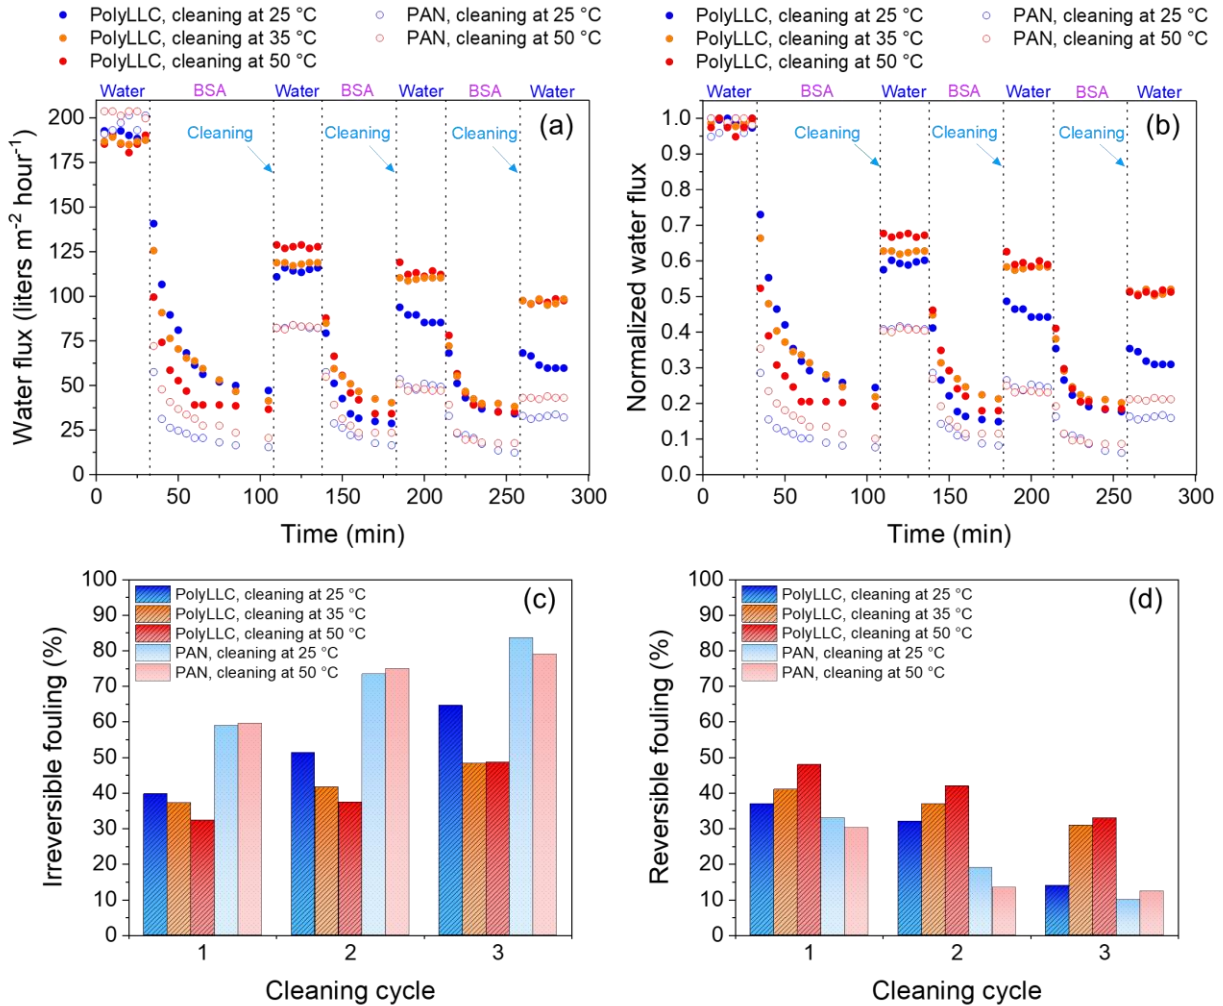 PolyLLC, cleaning at 25 °C
PAN, cleaning at 25 °C
PolyLLC, cleaning at 35 °C
PAN, cleaning at 50 °C
PolyLLC, cleaning at 50 °C
Water
BSA
Water
BSA
Water
BSA
Water
(a)
Cleaning
Cleaning
Cleaning
200
175
150
125
100
75
50
25
0
Water flux (liters m⁻² hour⁻¹)
0
50
100
150
200
250
300
Time (min)
PolyLLC, cleaning at 25 °C
PAN, cleaning at 25 °C
PolyLLC, cleaning at 35 °C
PAN, cleaning at 50 °C
PolyLLC, cleaning at 50 °C
Water
BSA
Water
BSA
Water
BSA
Water
(b)
Cleaning
Cleaning
Cleaning
1.0
0.9
0.8
0.7
0.6
0.5
0.4
0.3
0.2
0.1
0.0
Normalized water flux
0
50
100
150
200
250
300
Time (min)
100
90
80
70
60
50
40
30
20
10
0
Irreversible fouling (%)
PolyLLC, cleaning at 25 °C
PolyLLC, cleaning at 35 °C
PolyLLC, cleaning at 50 °C
PAN, cleaning at 25 °C
PAN, cleaning at 50 °C
(c)
1
2
3
Cleaning cycle
100
90
80
70
60
50
40
30
20
10
0
Reversible fouling (%)
PolyLLC, cleaning at 25 °C
PolyLLC, cleaning at 35 °C
PolyLLC, cleaning at 50 °C
PAN, cleaning at 25 °C
PAN, cleaning at 50 °C
(d)
1
2
3
Cleaning cycle